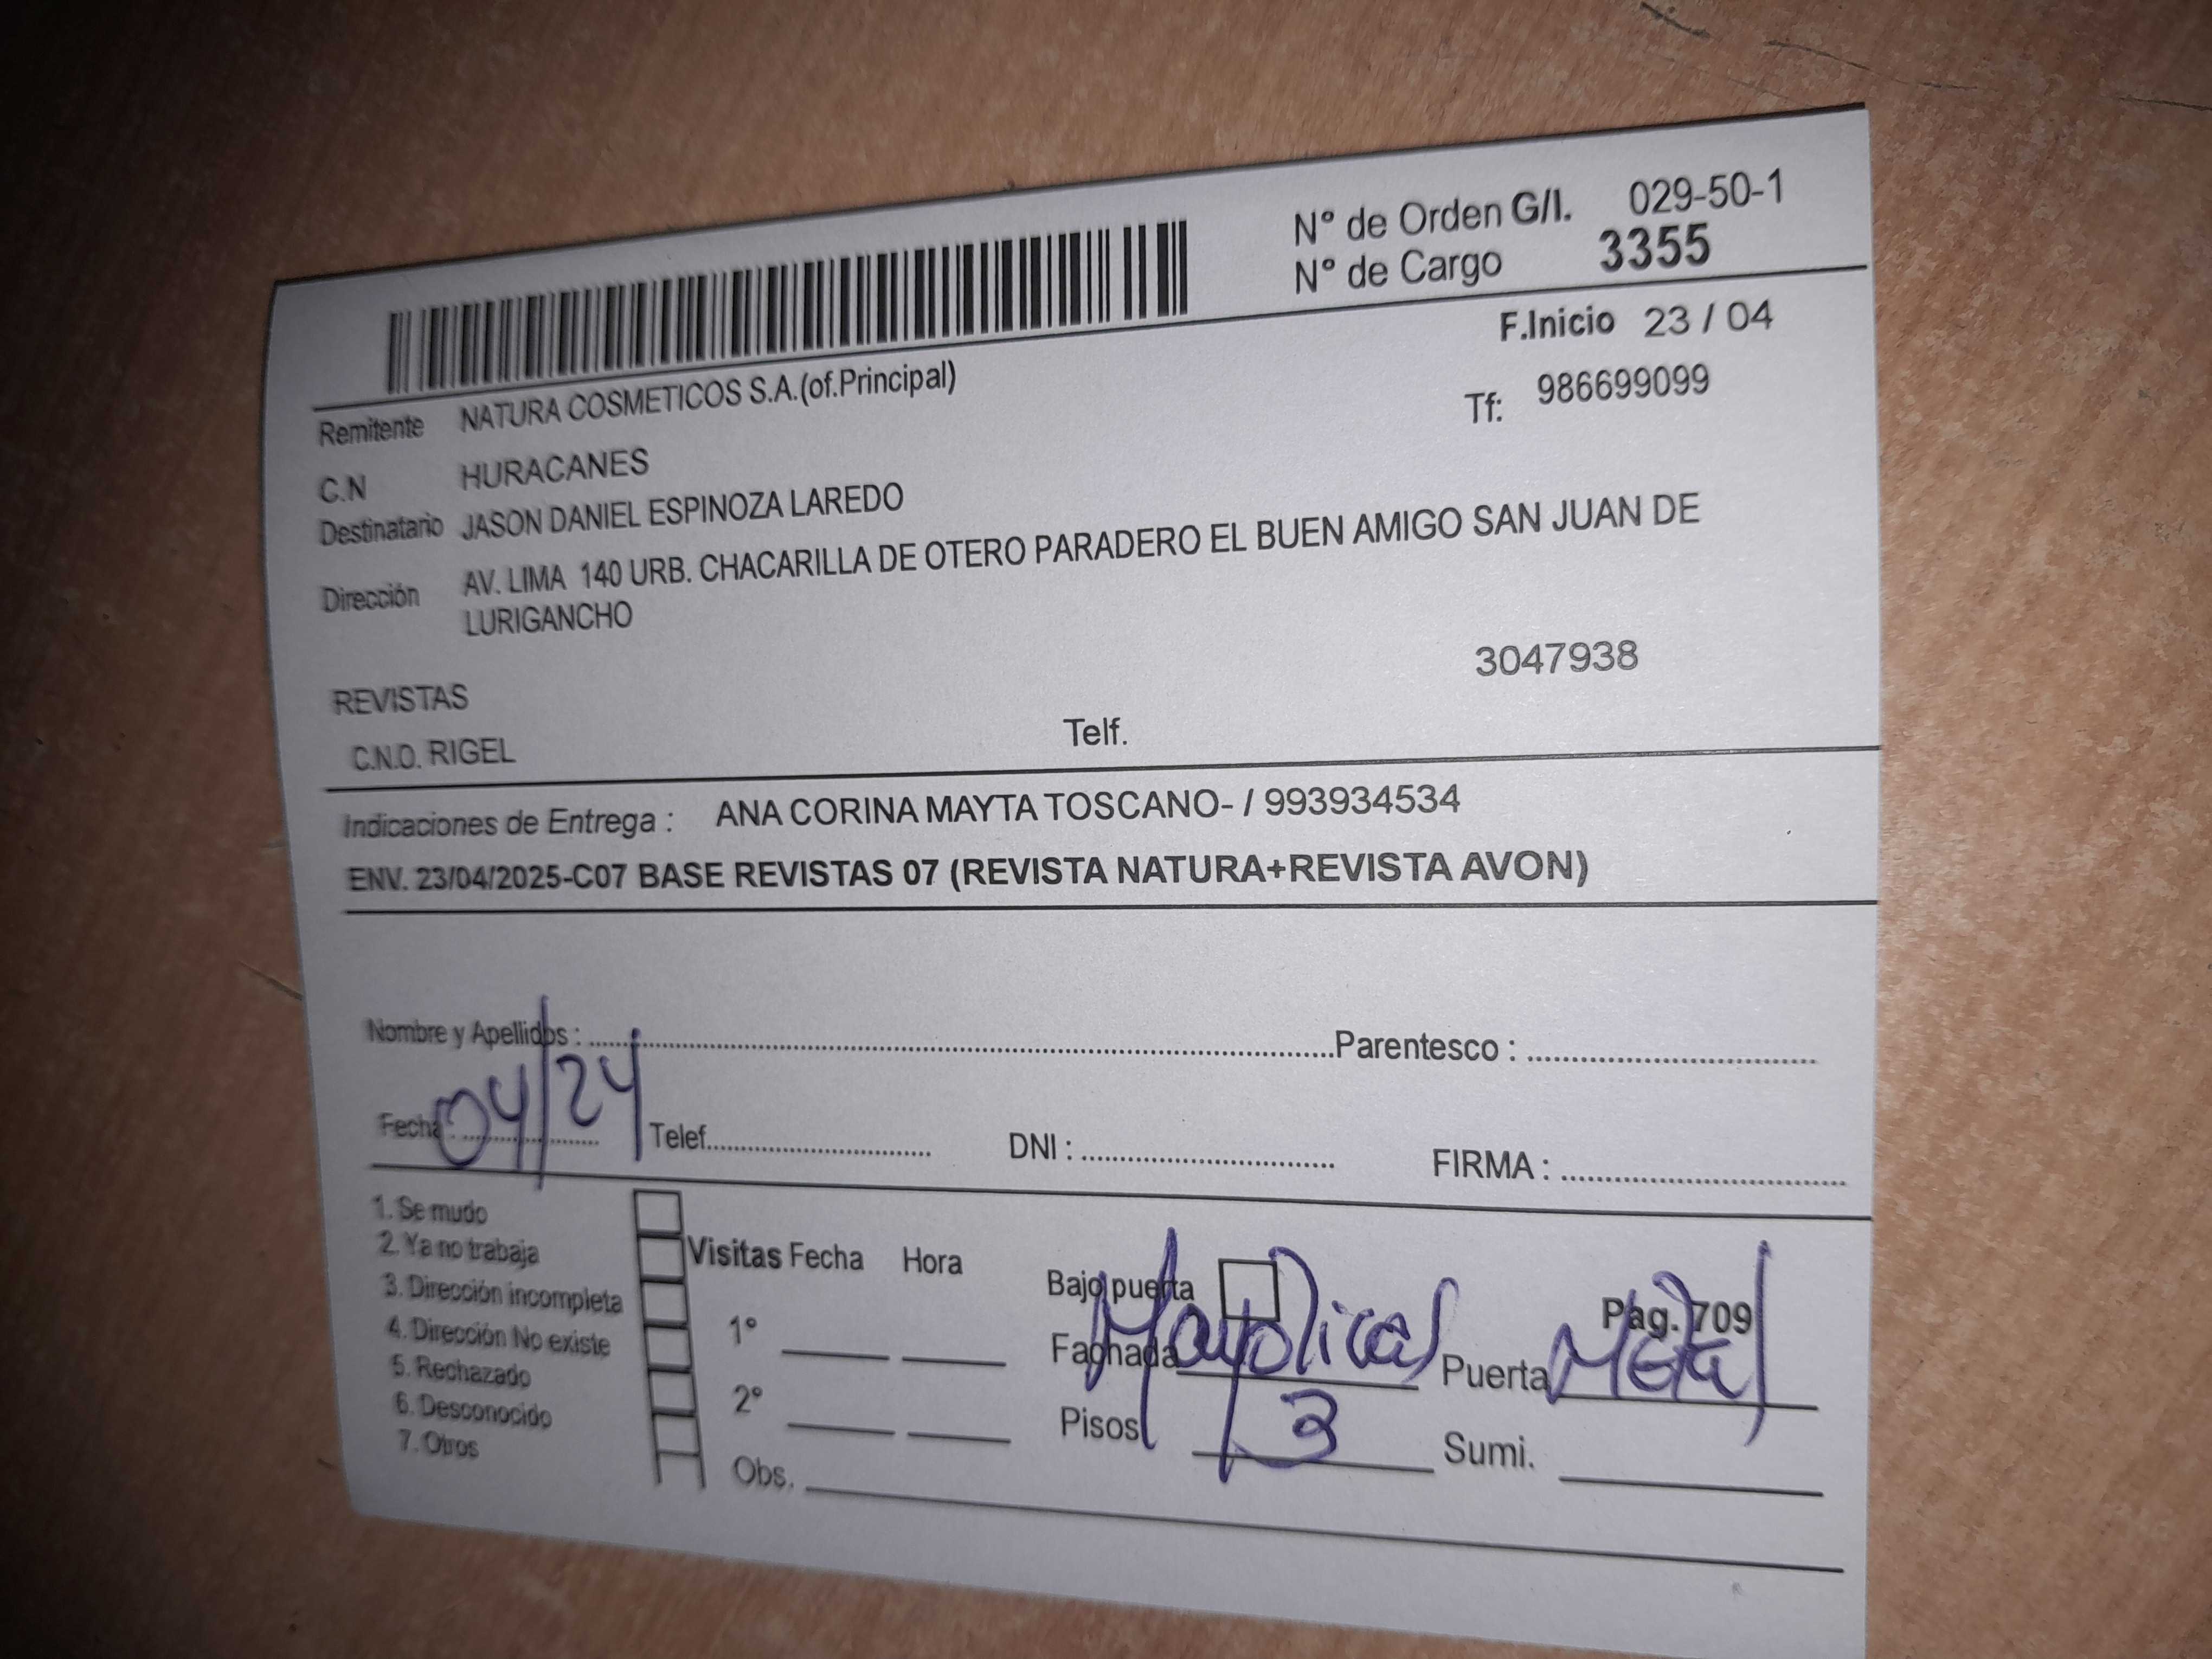 N° de Orden G/I. 029-50-1
N° de Cargo 3355
F.Inicio 23 / 04
Remitente NATURA COSMETICOS S.A.(of.Principal)
Tf: 986699099
C.N HURACANES
Destinatario JASON DANIEL ESPINOZA LAREDO
Dirección AV. LIMA 140 URB. CHACARILLA DE OTERO PARADERO EL BUEN AMIGO SAN JUAN DE
LURIGANCHO
3047938
REVISTAS
C.N.O. RIGEL Telf.
Indicaciones de Entrega : ANA CORINA MAYTA TOSCANO- / 993934534
ENV. 23/04/2025-C07 BASE REVISTAS 07 (REVISTA NATURA+REVISTA AVON)
Nombre y Apellidos : Parentesco :
Fecha : 04/24 Telef. DNI : FIRMA :
1. Se mudo
2. Ya no trabaja
3. Dirección incompleta
4. Dirección No existe
5. Rechazado
6. Desconocido
7. Otros
Visitas Fecha Hora
1°
2°
Obs.
Bajo puerta Pag. 709
Fachada Mayolicas Puerta Metal
Pisos 3 Sumi.